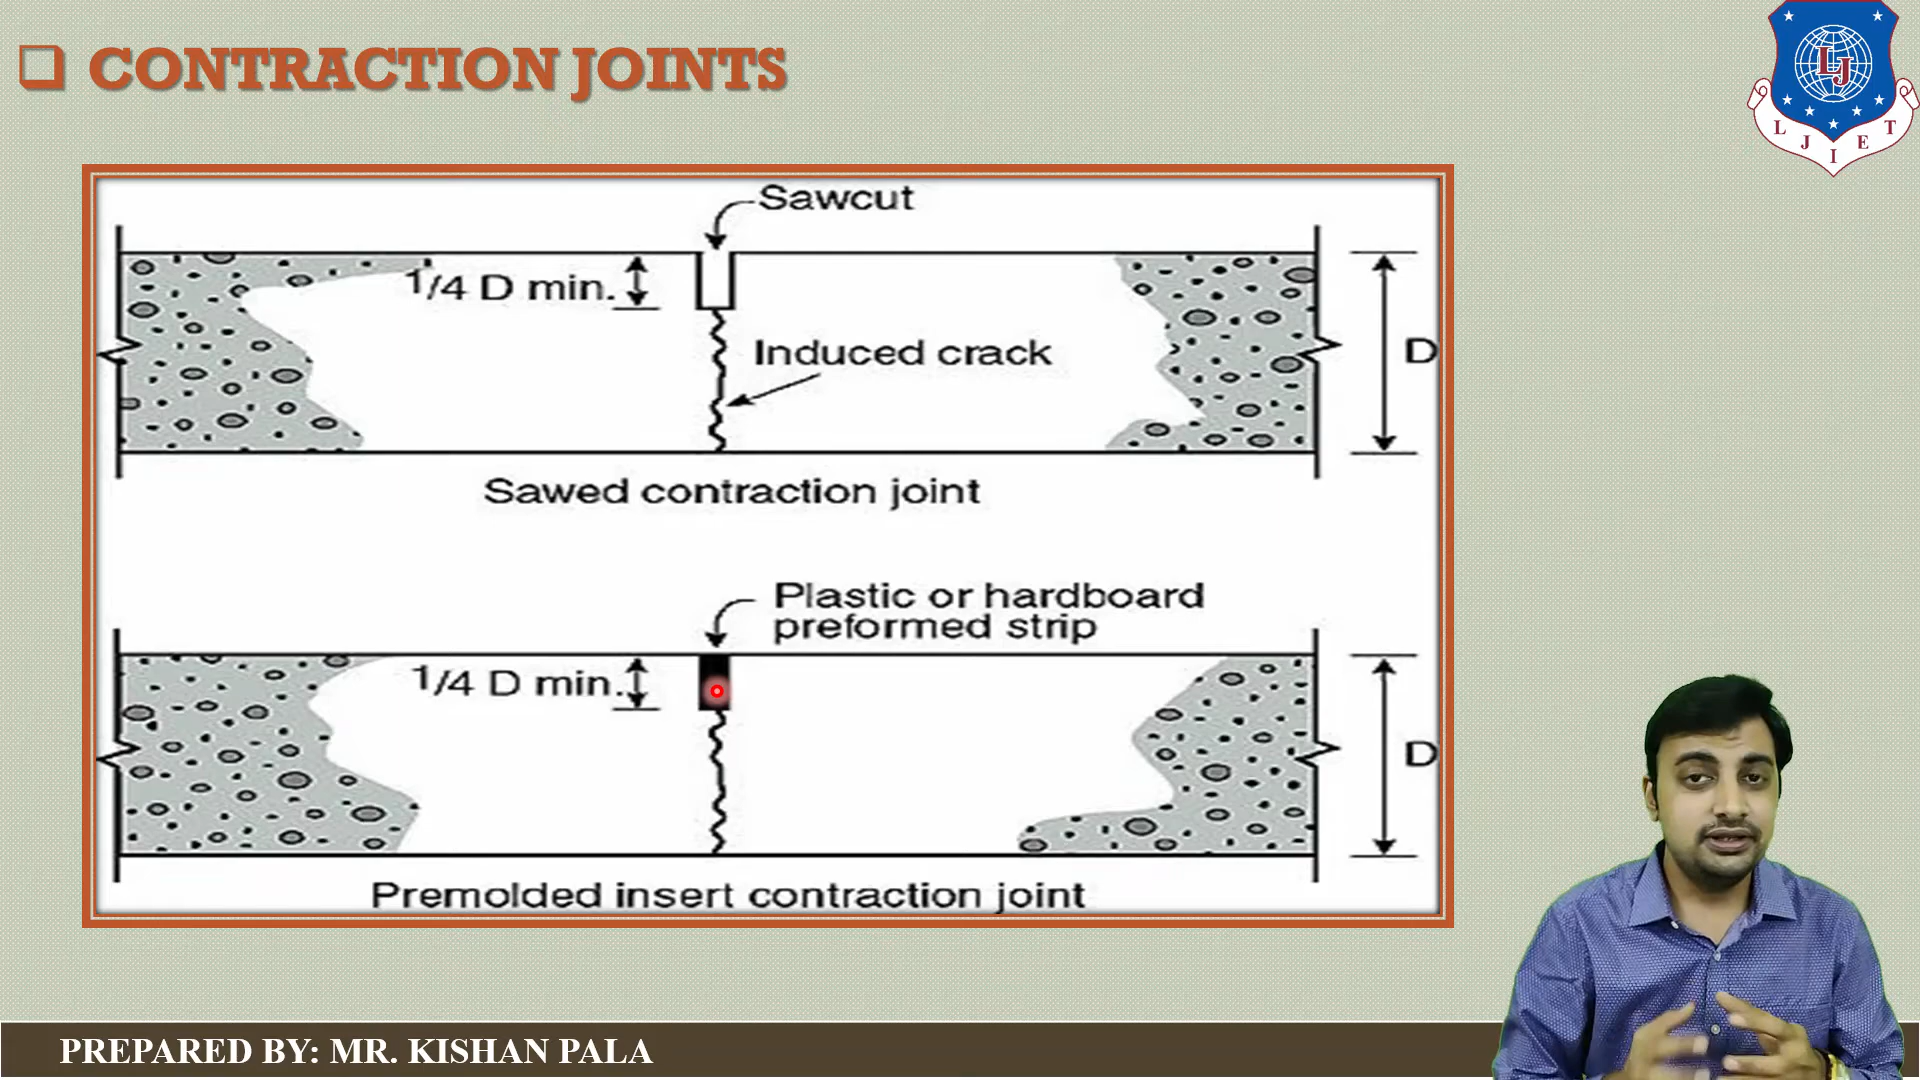 CONTRACTION JOINTS
LJ
L J I E T
Sawcut
1/4 D min.
Induced crack
D
Sawed contraction joint
Plastic or hardboard
preformed strip
1/4 D min.
D
Premolded insert contraction joint
PREPARED BY: MR. KISHAN PALA